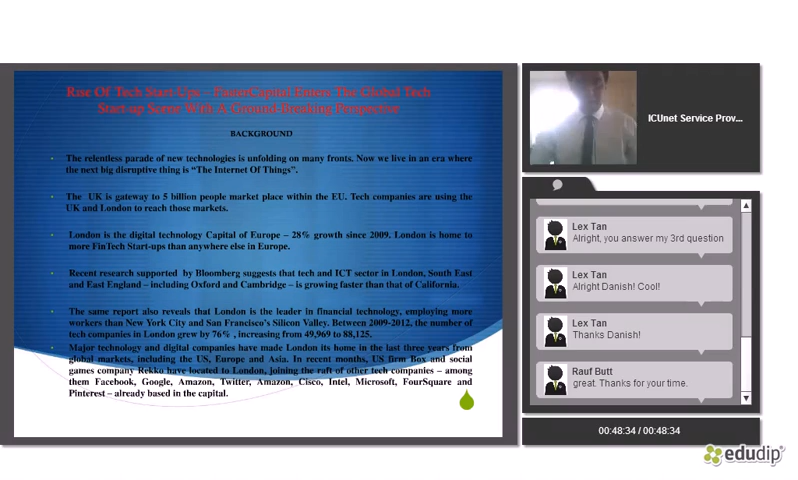 Rise Of Tech Start-Ups – FasterCapital Enters The Global Tech
Start-up Scene With A Ground-Breaking Perspective
BACKGROUND
The relentless parade of new technologies is unfolding on many fronts. Now we live in an era where
the next big disruptive thing is “The Internet Of Things”.
The UK is gateway to 5 billion people market place within the EU. Tech companies are using the
UK and London to reach those markets.
London is the digital technology Capital of Europe – 28% growth since 2009. London is home to
more FinTech Start-ups than anywhere else in Europe.
Recent research supported by Bloomberg suggests that tech and ICT sector in London, South East
and East England – including Oxford and Cambridge – is growing faster than that of California.
The same report also reveals that London is the leader in financial technology, employing more
workers than New York City and San Francisco’s Silicon Valley. Between 2009-2012, the number of
tech companies in London grew by 76% , increasing from 49,969 to 88,125.
Major technology and digital companies have made London its home in the last three years from
global markets, including the US, Europe and Asia. In recent months, US firm Box and social
games company Rekko have located to London, joining the raft of other tech companies – among
them Facebook, Google, Amazon, Twitter, Amazon, Cisco, Intel, Microsoft, FourSquare and
Pinterest – already based in the capital.
ICUnet Service Prov...
Lex Tan
Alright, you answer my 3rd question
Lex Tan
Alright Danish! Cool!
Lex Tan
Thanks Danish!
Rauf Butt
great. Thanks for your time.
00:48:34 / 00:48:34
edudip